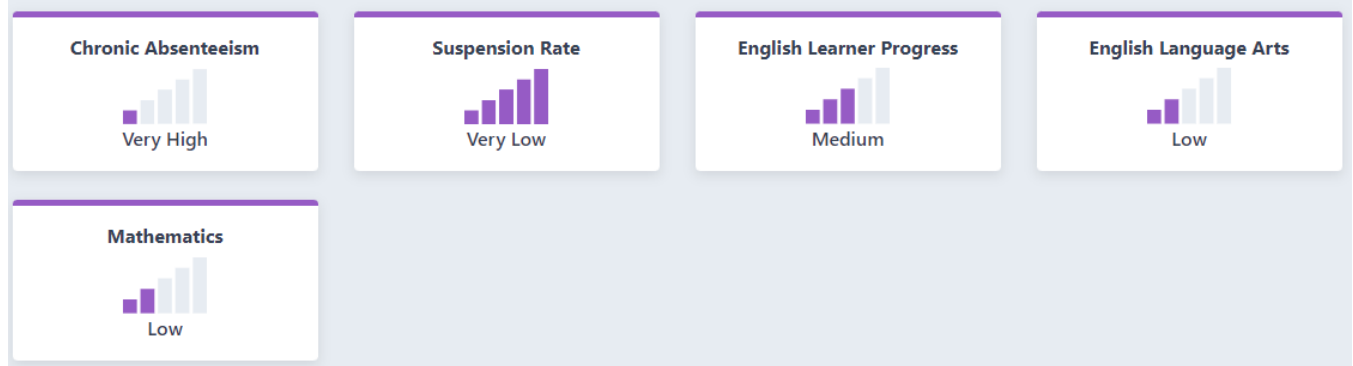 Chronic Absenteeism
Very High
Suspension Rate
Very Low
English Learner Progress
Medium
English Language Arts
Low
Mathematics
Low